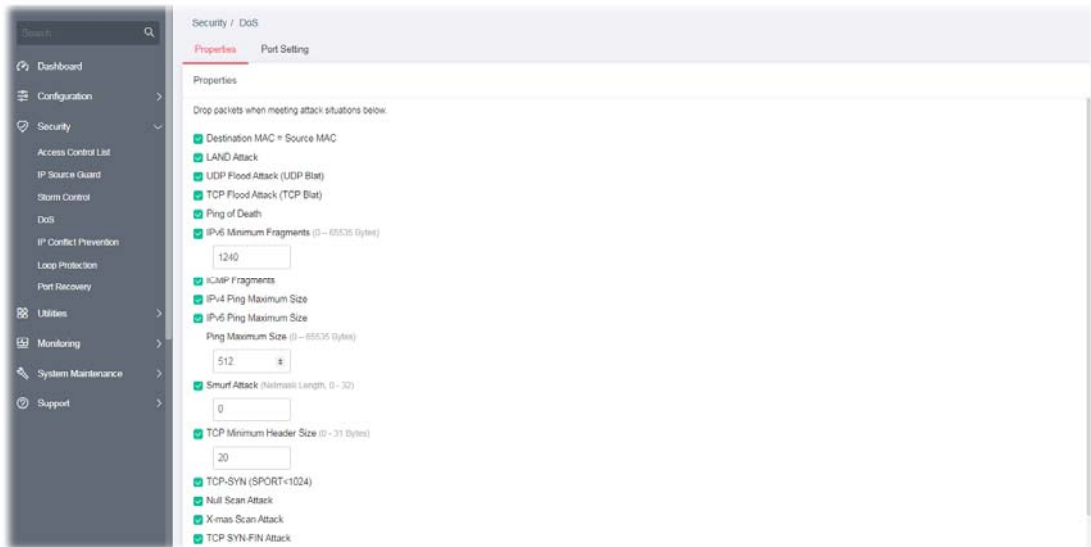 Search
Dashboard
Configuration
Security
Access Control List
IP Source Guard
Storm Control
DoS
IP Conflict Prevention
Loop Protection
Port Recovery
Utilities
Monitoring
System Maintenance
Support
Security / DoS
Properties Port Setting
Properties
Drop packets when meeting attack situations below.
Destination MAC = Source MAC
LAND Attack
UDP Flood Attack (UDP Blat)
TCP Flood Attack (TCP Blat)
Ping of Death
IPv6 Minimum Fragments (0 – 65535 Bytes)
1240
ICMP Fragments
IPv4 Ping Maximum Size
IPv6 Ping Maximum Size
Ping Maximum Size (0 – 65535 Bytes)
512
Smurf Attack (Netmask Length, 0 - 32)
0
TCP Minimum Header Size (0 - 31 Bytes)
20
TCP-SYN (SPORT<1024)
Null Scan Attack
X-mas Scan Attack
TCP SYN-FIN Attack